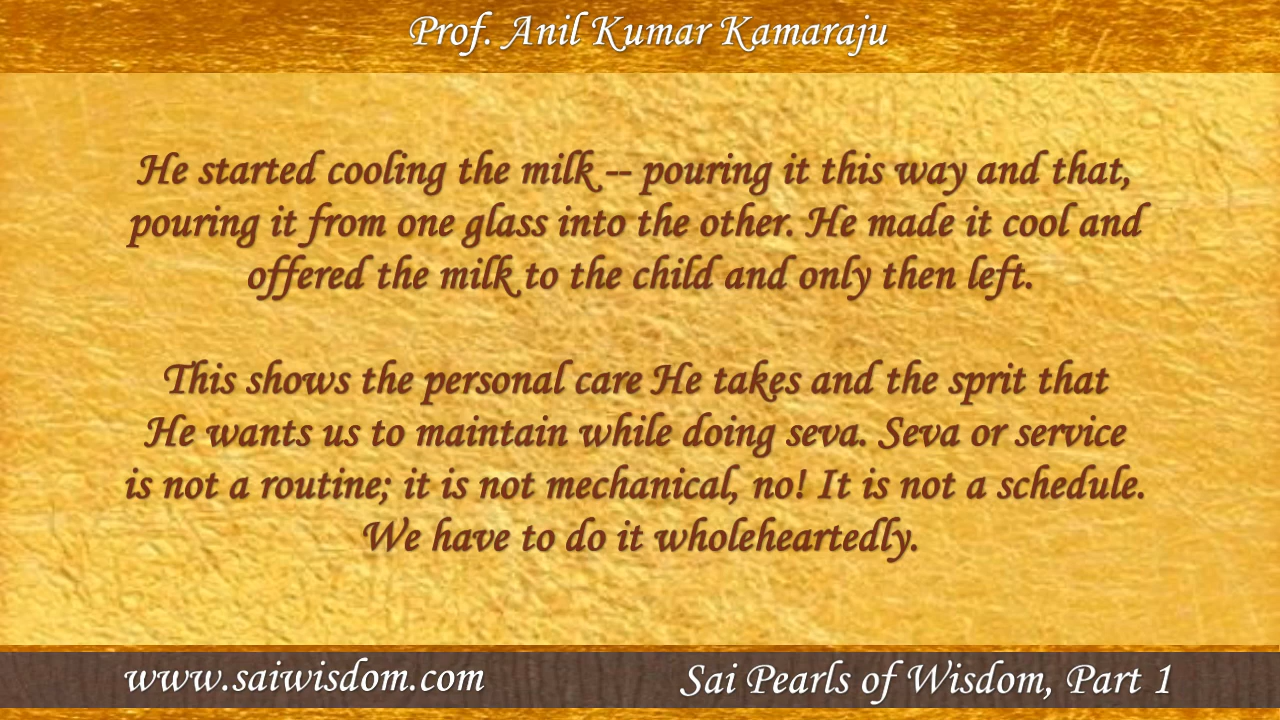 Prof. Anil Kumar Kamaraju
He started cooling the milk -- pouring it this way and that,
pouring it from one glass into the other. He made it cool and
offered the milk to the child and only then left.
This shows the personal care He takes and the sprit that
He wants us to maintain while doing seva. Seva or service
is not a routine; it is not mechanical, no! It is not a schedule.
We have to do it wholeheartedly.
www.saiwisdom.com
Sai Pearls of Wisdom, Part 1